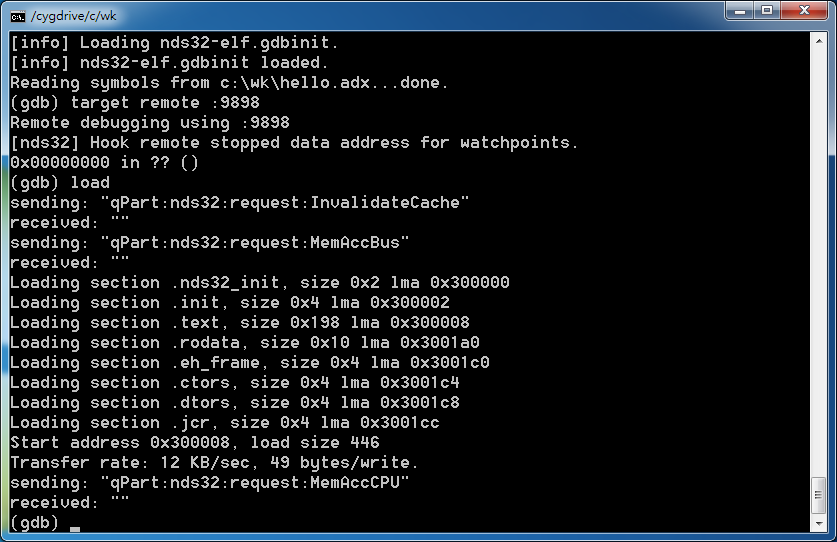 /cygdrive/c/wk
[info] Loading nds32-elf.gdbinit.
[info] nds32-elf.gdbinit loaded.
Reading symbols from c:\wk\hello.adx...done.
(gdb) target remote :9898
Remote debugging using :9898
[nds32] Hook remote stopped data address for watchpoints.
0x00000000 in ?? ()
(gdb) load
sending: "qPart:nds32:request:InvalidateCache"
received: ""
sending: "qPart:nds32:request:MemAccBus"
received: ""
Loading section .nds32_init, size 0x2 lma 0x300000
Loading section .init, size 0x4 lma 0x300002
Loading section .text, size 0x198 lma 0x300008
Loading section .rodata, size 0x10 lma 0x3001a0
Loading section .eh_frame, size 0x4 lma 0x3001c0
Loading section .ctors, size 0x4 lma 0x3001c4
Loading section .dtors, size 0x4 lma 0x3001c8
Loading section .jcr, size 0x4 lma 0x3001cc
Start address 0x300008, load size 446
Transfer rate: 12 KB/sec, 49 bytes/write.
sending: "qPart:nds32:request:MemAccCPU"
received: ""
(gdb) _